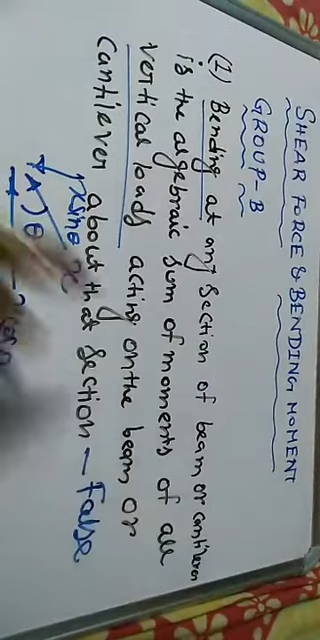 SHEAR FORCE & BENDING MOMENT
GROUP-B
(1) Bending at any section of beam or cantilever
is the algebraic sum of moments of all
vertical loads acting on the beam or
cantilever about that section - False
A θ